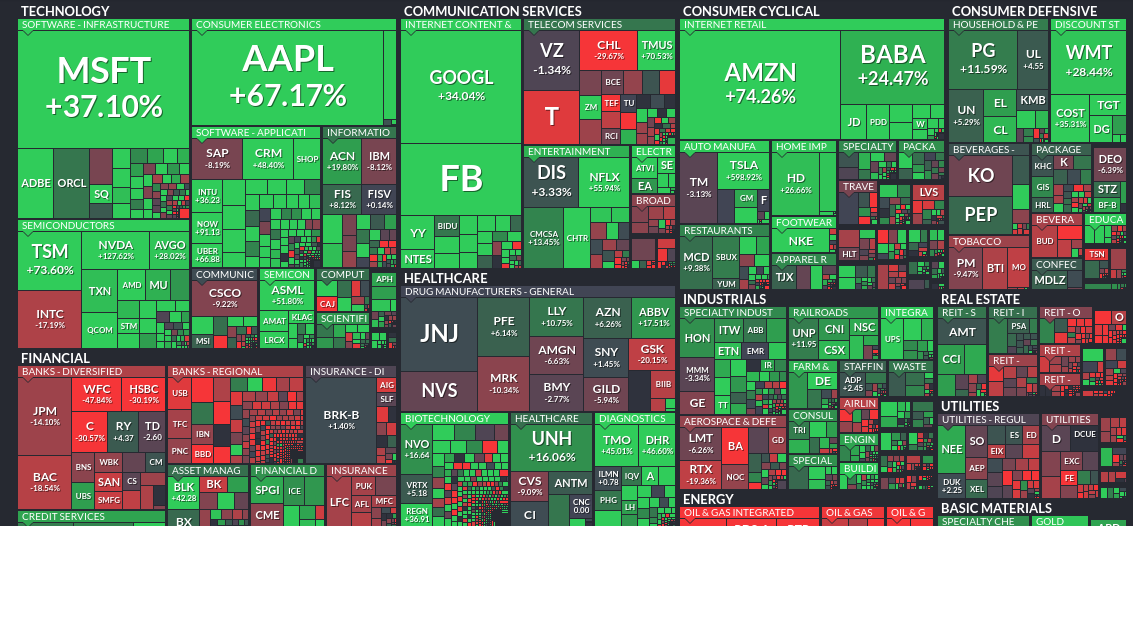 TECHNOLOGY
SOFTWARE - INFRASTRUCTURE
MSFT
+37.10%
ADBE
ORCL
SQ
CONSUMER ELECTRONICS
AAPL
+67.17%
SOFTWARE - APPLICATI
SAP
-8.19%
CRM
+48.40%
SHOP
INTU
+36.23
NOW
+91.13
UBER
+66.88
INFORMATIO
ACN
+19.80%
IBM
-8.12%
FIS
+8.12%
FISV
+0.14%
SEMICONDUCTORS
TSM
+73.60%
NVDA
+127.62%
AVGO
+28.02%
INTC
-17.19%
TXN
AMD
MU
QCOM
STM
COMMUNIC
CSCO
-9.22%
MSI
SEMICON
ASML
+51.80%
AMAT
KLAC
LRCX
COMPUT
CAJ
SCIENTIFI
APH
FINANCIAL
BANKS - DIVERSIFIED
JPM
-14.10%
WFC
-47.84%
HSBC
-30.19%
C
-30.57%
RY
+4.37
TD
-2.60
BAC
-18.54%
BNS
WBK
CM
SAN
CS
UBS
SMFG
CREDIT SERVICES
BANKS - REGIONAL
USB
TFC
IBN
PNC
BBD
INSURANCE - DI
BRK-B
+1.40%
AIG
SLF
ASSET MANAG
BLK
+42.28
BK
BX
FINANCIAL D
SPGI
ICE
CME
INSURANCE
LFC
PUK
AFL
MFC
COMMUNICATION SERVICES
INTERNET CONTENT &
GOOGL
+34.04%
FB
YY
BIDU
NTES
TELECOM SERVICES
VZ
-1.34%
CHL
-29.67%
TMUS
+70.53%
T
BCE
ZM
TEF
TU
RCI
ENTERTAINMENT
DIS
+3.33%
NFLX
+55.94%
CMCSA
+13.45%
CHTR
ELECTR
ATVI
SE
EA
BROAD
HEALTHCARE
DRUG MANUFACTURERS - GENERAL
JNJ
PFE
+6.14%
LLY
+10.75%
AZN
+6.26%
ABBV
+17.51%
NVS
MRK
-10.34%
AMGN
-6.63%
SNY
+1.45%
GSK
-20.15%
BMY
-2.77%
GILD
-5.94%
BIIB
BIOTECHNOLOGY
NVO
+16.64
VRTX
+5.18
REGN
+36.91
HEALTHCARE
UNH
+16.06%
CVS
-9.09%
ANTM
CI
CNC
0.00
DIAGNOSTICS
TMO
+45.01%
DHR
+46.60%
ILMN
+0.78
IQV
A
PHG
LH
CONSUMER CYCLICAL
INTERNET RETAIL
AMZN
+74.26%
BABA
+24.47%
JD
PDD
W
AUTO MANUFA
TM
-3.13%
TSLA
+598.92%
GM
F
HOME IMP
HD
+26.66%
SPECIALTY
PACKA
TRAVE
LVS
HLT
RESTAURANTS
MCD
+9.38%
SBUX
YUM
FOOTWEAR
NKE
APPAREL R
TJX
INDUSTRIALS
SPECIALTY INDUST
HON
ITW
ABB
ETN
EMR
MMM
-3.34%
IR
GE
TT
RAILROADS
UNP
+11.95
CNI
NSC
CSX
INTEGRA
UPS
FARM &
DE
STAFFIN
ADP
+2.45
WASTE
CONSUL
TRI
AIRLIN
AEROSPACE & DEFE
LMT
-6.26%
BA
GD
RTX
-19.36%
NOC
SPECIAL
ENGIN
BUILDI
ENERGY
OIL & GAS INTEGRATED
OIL & GAS
OIL & G
CONSUMER DEFENSIVE
HOUSEHOLD & PE
PG
+11.59%
UL
+4.55
UN
+5.29%
EL
KMB
CL
DISCOUNT ST
WMT
+28.44%
COST
+35.31%
TGT
DG
BEVERAGES -
KO
PEP
PACKAGE
KHC
K
GIS
HRL
DEO
-6.39%
STZ
BF-B
TOBACCO
PM
-9.47%
BTI
MO
BEVERA
BUD
EDUCA
TSN
CONFEC
MDLZ
REAL ESTATE
REIT - S
AMT
CCI
REIT - I
PSA
REIT - O
O
REIT -
REIT -
UTILITIES
UTILITIES - REGUL
NEE
SO
ES
ED
EIX
AEP
DUK
+2.25
XEL
UTILITIES
D
DCUE
EXC
FE
BASIC MATERIALS
SPECIALTY CHE
GOLD